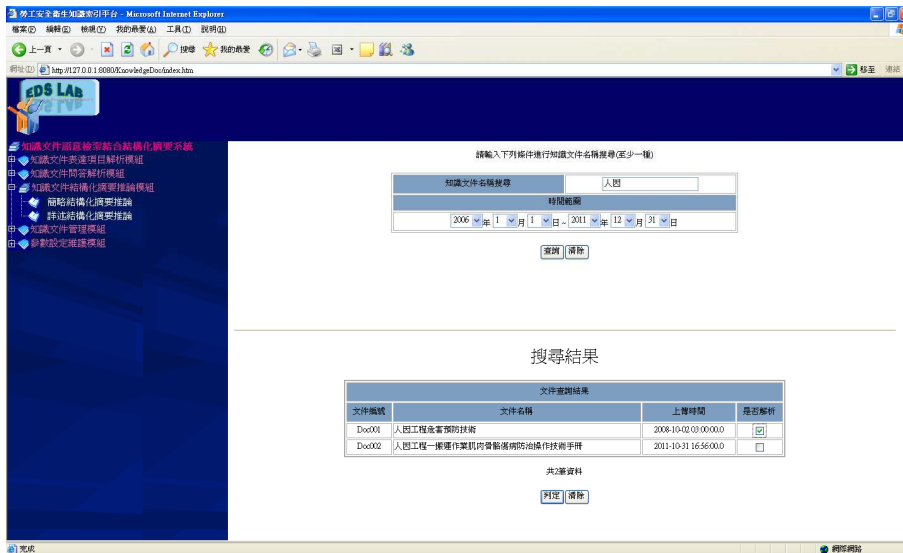 勞工安全衛生知識索引平台 - Microsoft Internet Explorer
檔案(F) 編輯(E) 檢視(V) 我的最愛(A) 工具(T) 說明(H)
上一頁 搜尋 我的最愛
網址(D) http://127.0.0.1:8080/KnowledgeDoc/index.htm 移至 連結
EDS LAB
知識文件語意檢索結合結構化摘要系統
知識文件表達項目解析模組
知識文件問答解析模組
知識文件結構化摘要推論模組
簡略結構化摘要推論
詳述結構化摘要推論
知識文件管理模組
參數設定維護模組
請輸入下列條件進行知識文件名稱搜尋(至少一種)
知識文件名稱搜尋 人因
時間範圍
2006 年 1 月 1 日 ~ 2011 年 12 月 31 日
查詢 清除
搜尋結果
文件查詢結果
文件編號 文件名稱 上傳時間 是否解析
Doc001 人因工程危害預防技術 2008-10-02 03:00:00.0
Doc002 人因工程─搬運作業肌肉骨骼傷病防治操作技術手冊 2011-10-31 16:56:00.0
共2筆資料
判定 清除
完成 網際網路